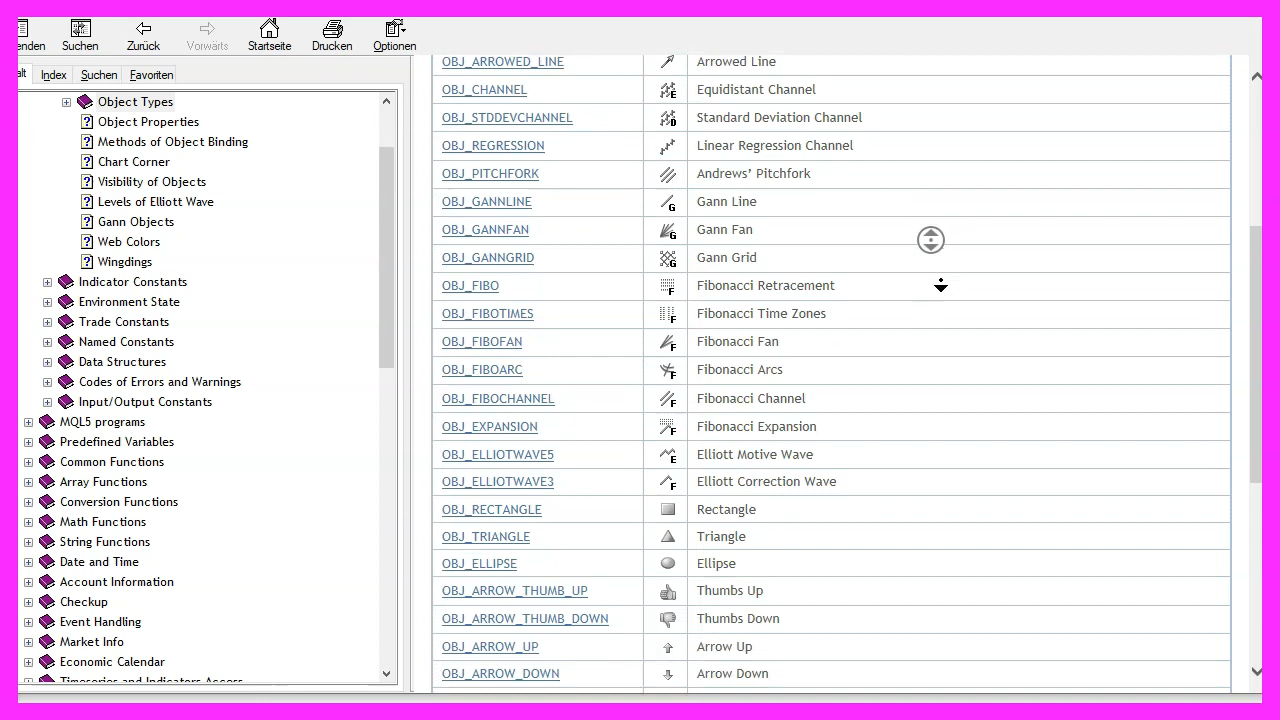 enden Suchen Zurück Vorwärts Startseite Drucken Optionen
alt Index Suchen Favoriten
Object Types
Object Properties
Methods of Object Binding
Chart Corner
Visibility of Objects
Levels of Elliott Wave
Gann Objects
Web Colors
Wingdings
Indicator Constants
Environment State
Trade Constants
Named Constants
Data Structures
Codes of Errors and Warnings
Input/Output Constants
MQL5 programs
Predefined Variables
Common Functions
Array Functions
Conversion Functions
Math Functions
String Functions
Date and Time
Account Information
Checkup
Event Handling
Market Info
Economic Calendar
Timeseries and Indicators Access
OBJ_ARROWED_LINE Arrowed Line
OBJ_CHANNEL E Equidistant Channel
OBJ_STDDEVCHANNEL D Standard Deviation Channel
OBJ_REGRESSION Linear Regression Channel
OBJ_PITCHFORK Andrews’ Pitchfork
OBJ_GANNLINE G Gann Line
OBJ_GANNFAN G Gann Fan
OBJ_GANNGRID G Gann Grid
OBJ_FIBO F Fibonacci Retracement
OBJ_FIBOTIMES F Fibonacci Time Zones
OBJ_FIBOFAN F Fibonacci Fan
OBJ_FIBOARC F Fibonacci Arcs
OBJ_FIBOCHANNEL F Fibonacci Channel
OBJ_EXPANSION F Fibonacci Expansion
OBJ_ELLIOTWAVE5 E Elliott Motive Wave
OBJ_ELLIOTWAVE3 F Elliott Correction Wave
OBJ_RECTANGLE Rectangle
OBJ_TRIANGLE Triangle
OBJ_ELLIPSE Ellipse
OBJ_ARROW_THUMB_UP Thumbs Up
OBJ_ARROW_THUMB_DOWN Thumbs Down
OBJ_ARROW_UP Arrow Up
OBJ_ARROW_DOWN Arrow Down